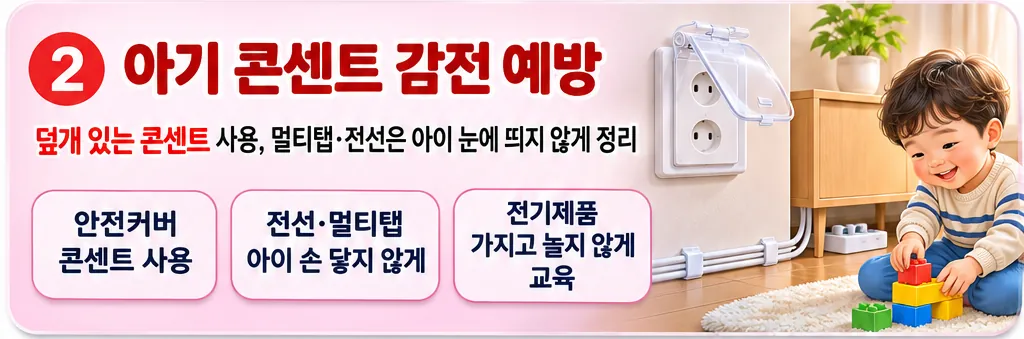 2 아기 콘센트 감전 예방
덮개 있는 콘센트 사용, 멀티탭·전선은 아이 눈에 띄지 않게 정리
안전커버
콘센트 사용
전선·멀티탭
아이 손 닿지 않게
전기제품
가지고 놀지 않게
교육